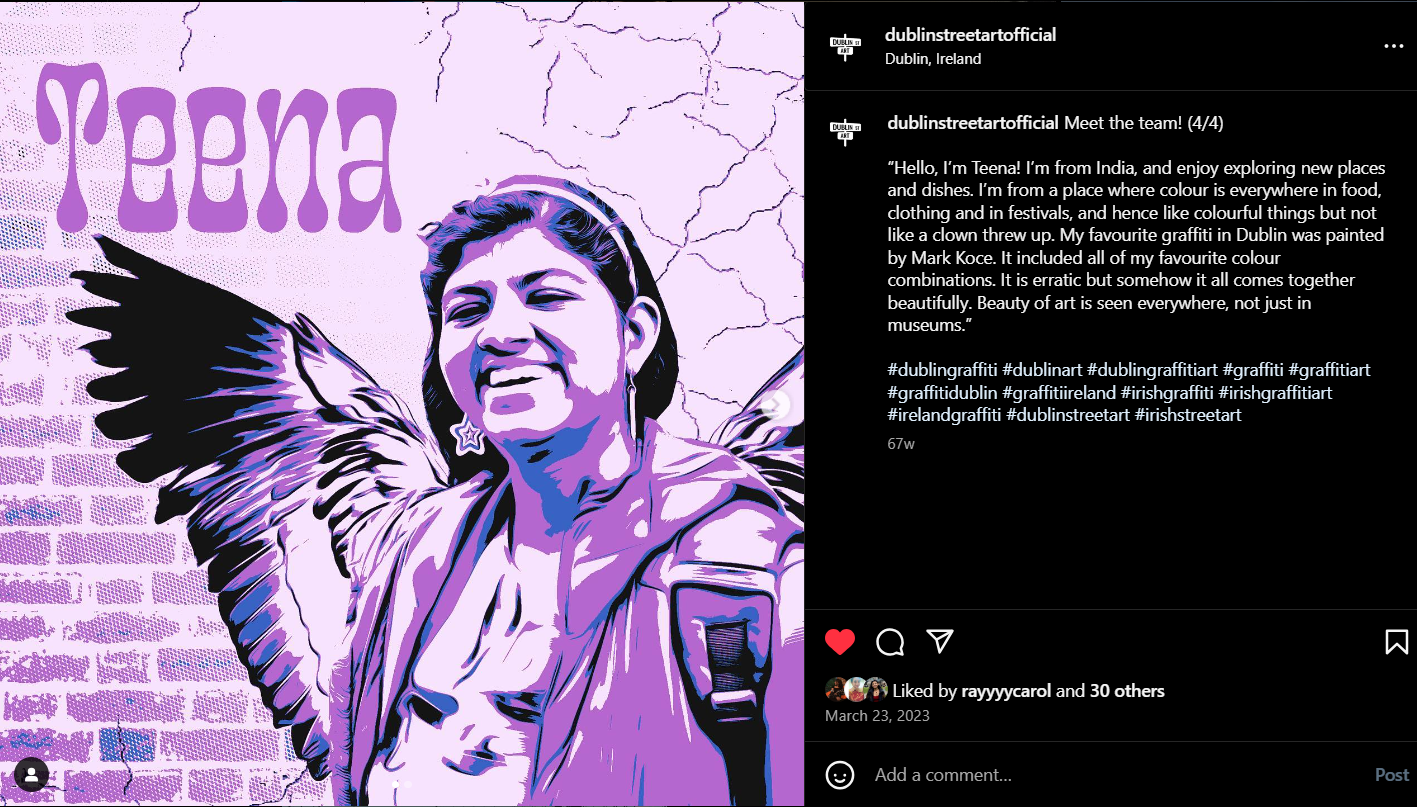 Teena
DUBLIN ST
ART
dublinstreetartofficial
Dublin, Ireland
DUBLIN ST
ART
dublinstreetartofficial Meet the team! (4/4)
“Hello, I’m Teena! I’m from India, and enjoy exploring new places
and dishes. I’m from a place where colour is everywhere in food,
clothing and in festivals, and hence like colourful things but not
like a clown threw up. My favourite graffiti in Dublin was painted
by Mark Koce. It included all of my favourite colour
combinations. It is erratic but somehow it all comes together
beautifully. Beauty of art is seen everywhere, not just in
museums.”
#dublingraffiti #dublinart #dublingraffitiart #graffiti #graffitiart
#graffitidublin #graffitiireland #irishgraffiti #irishgraffitiart
#irelandgraffiti #dublinstreetart #irishstreetart
67w
Liked by rayyyycarol and 30 others
March 23, 2023
Add a comment...
Post